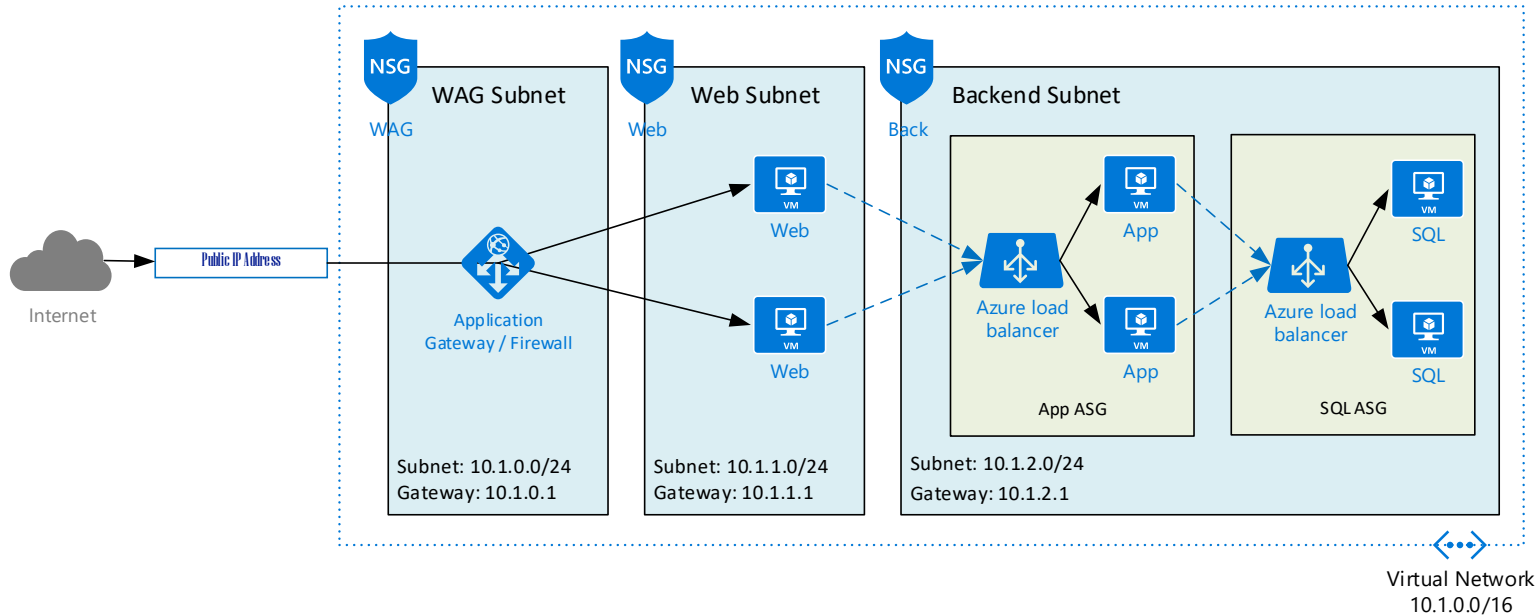 NSG
WAG
WAG Subnet
NSG
Web
Web Subnet
NSG
Back
Backend Subnet
Internet
Public IP Address
Application
Gateway / Firewall
Subnet: 10.1.0.0/24
Gateway: 10.1.0.1
VM
Web
VM
Web
Subnet: 10.1.1.0/24
Gateway: 10.1.1.1
Azure load
balancer
VM
App
VM
App
App ASG
Azure load
balancer
VM
SQL
VM
SQL
SQL ASG
Subnet: 10.1.2.0/24
Gateway: 10.1.2.1
Virtual Network
10.1.0.0/16